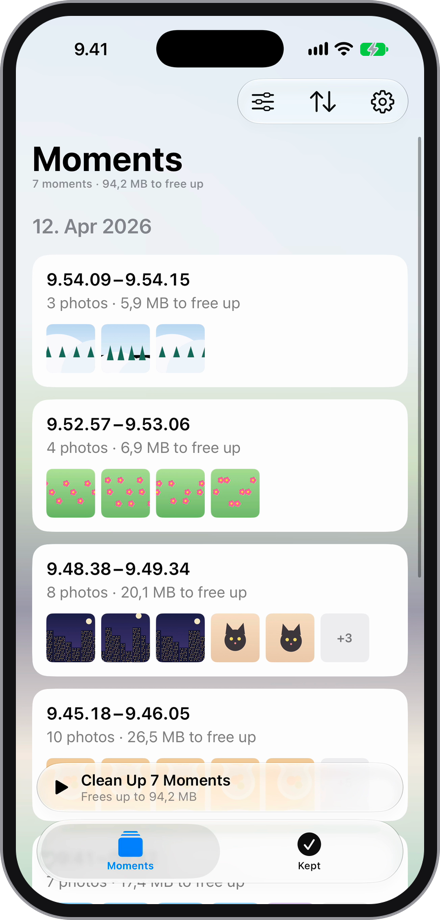 9.41
Moments
7 moments · 94,2 MB to free up
12. Apr 2026
9.54.09–9.54.15
3 photos · 5,9 MB to free up
9.52.57–9.53.06
4 photos · 6,9 MB to free up
9.48.38–9.49.34
8 photos · 20,1 MB to free up
+3
9.45.18–9.46.05
10 photos · 26,5 MB to free up
Clean Up 7 Moments
Frees up to 94,2 MB
Moments
Kept
7 photos · 17,4 MB to free up